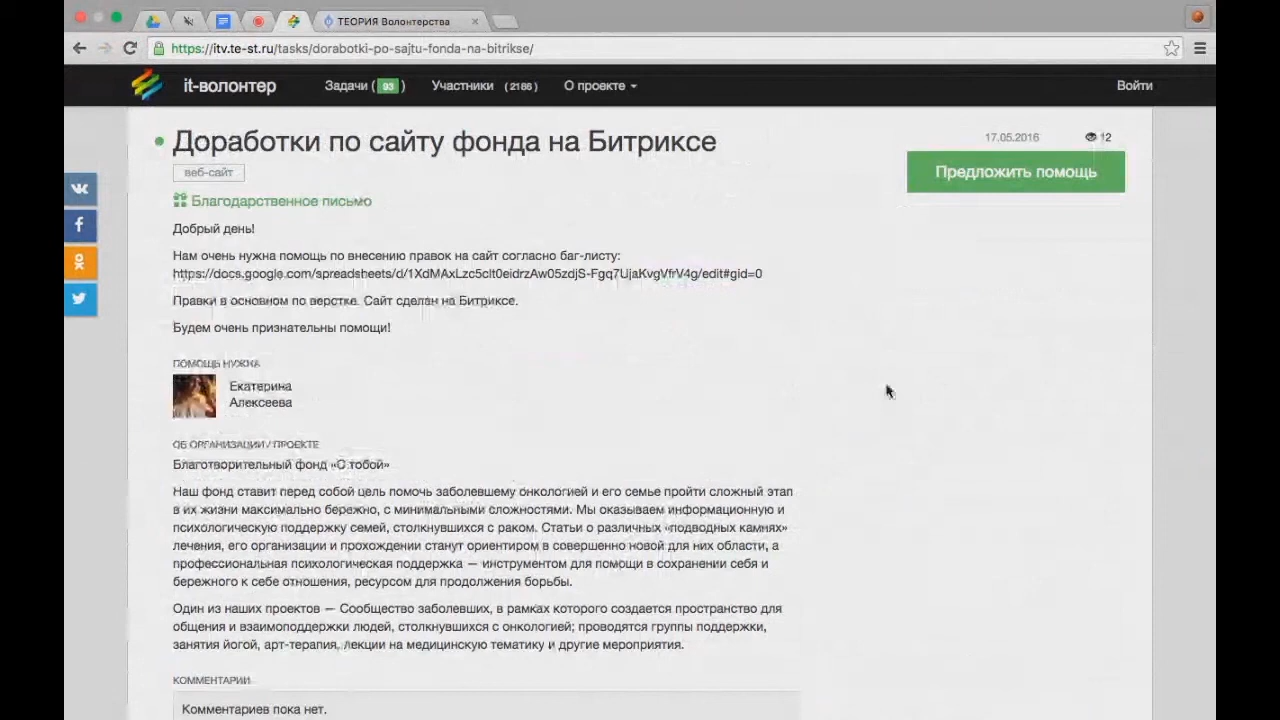 ТЕОРИЯ Волонтерства
https://itv.te-st.ru/tasks/dorabotki-po-sajtu-fonda-na-bitrikse/
it-волонтер Задачи ( 93 ) Участники ( 2186 ) О проекте Войти
Доработки по сайту фонда на Битриксе
17.05.2016 12
веб-сайт
Предложить помощь
Благодарственное письмо
Добрый день!
Нам очень нужна помощь по внесению правок на сайт согласно баг-листу:
https://docs.google.com/spreadsheets/d/1XdMAxLzc5clt0eidrzAw05zdjS-Fgq7UjaKvgVfrV4g/edit#gid=0
Правки в основном по верстке. Сайт сделан на Битриксе.
Будем очень признательны помощи!
ПОМОЩЬ НУЖНА
Екатерина
Алексеева
ОБ ОРГАНИЗАЦИИ / ПРОЕКТЕ
Благотворительный фонд «С тобой»
Наш фонд ставит перед собой цель помочь заболевшему онкологией и его семье пройти сложный этап
в их жизни максимально бережно, с минимальными сложностями. Мы оказываем информационную и
психологическую поддержку семей, столкнувшихся с раком. Статьи о различных «подводных камнях»
лечения, его организации и прохождении станут ориентиром в совершенно новой для них области, а
профессиональная психологическая поддержка — инструментом для помощи в сохранении себя и
бережного к себе отношения, ресурсом для продолжения борьбы.
Один из наших проектов — Сообщество заболевших, в рамках которого создается пространство для
общения и взаимоподдержки людей, столкнувшихся с онкологией; проводятся группы поддержки,
занятия йогой, арт-терапия, лекции на медицинскую тематику и другие мероприятия.
КОММЕНТАРИИ
Комментариев пока нет.